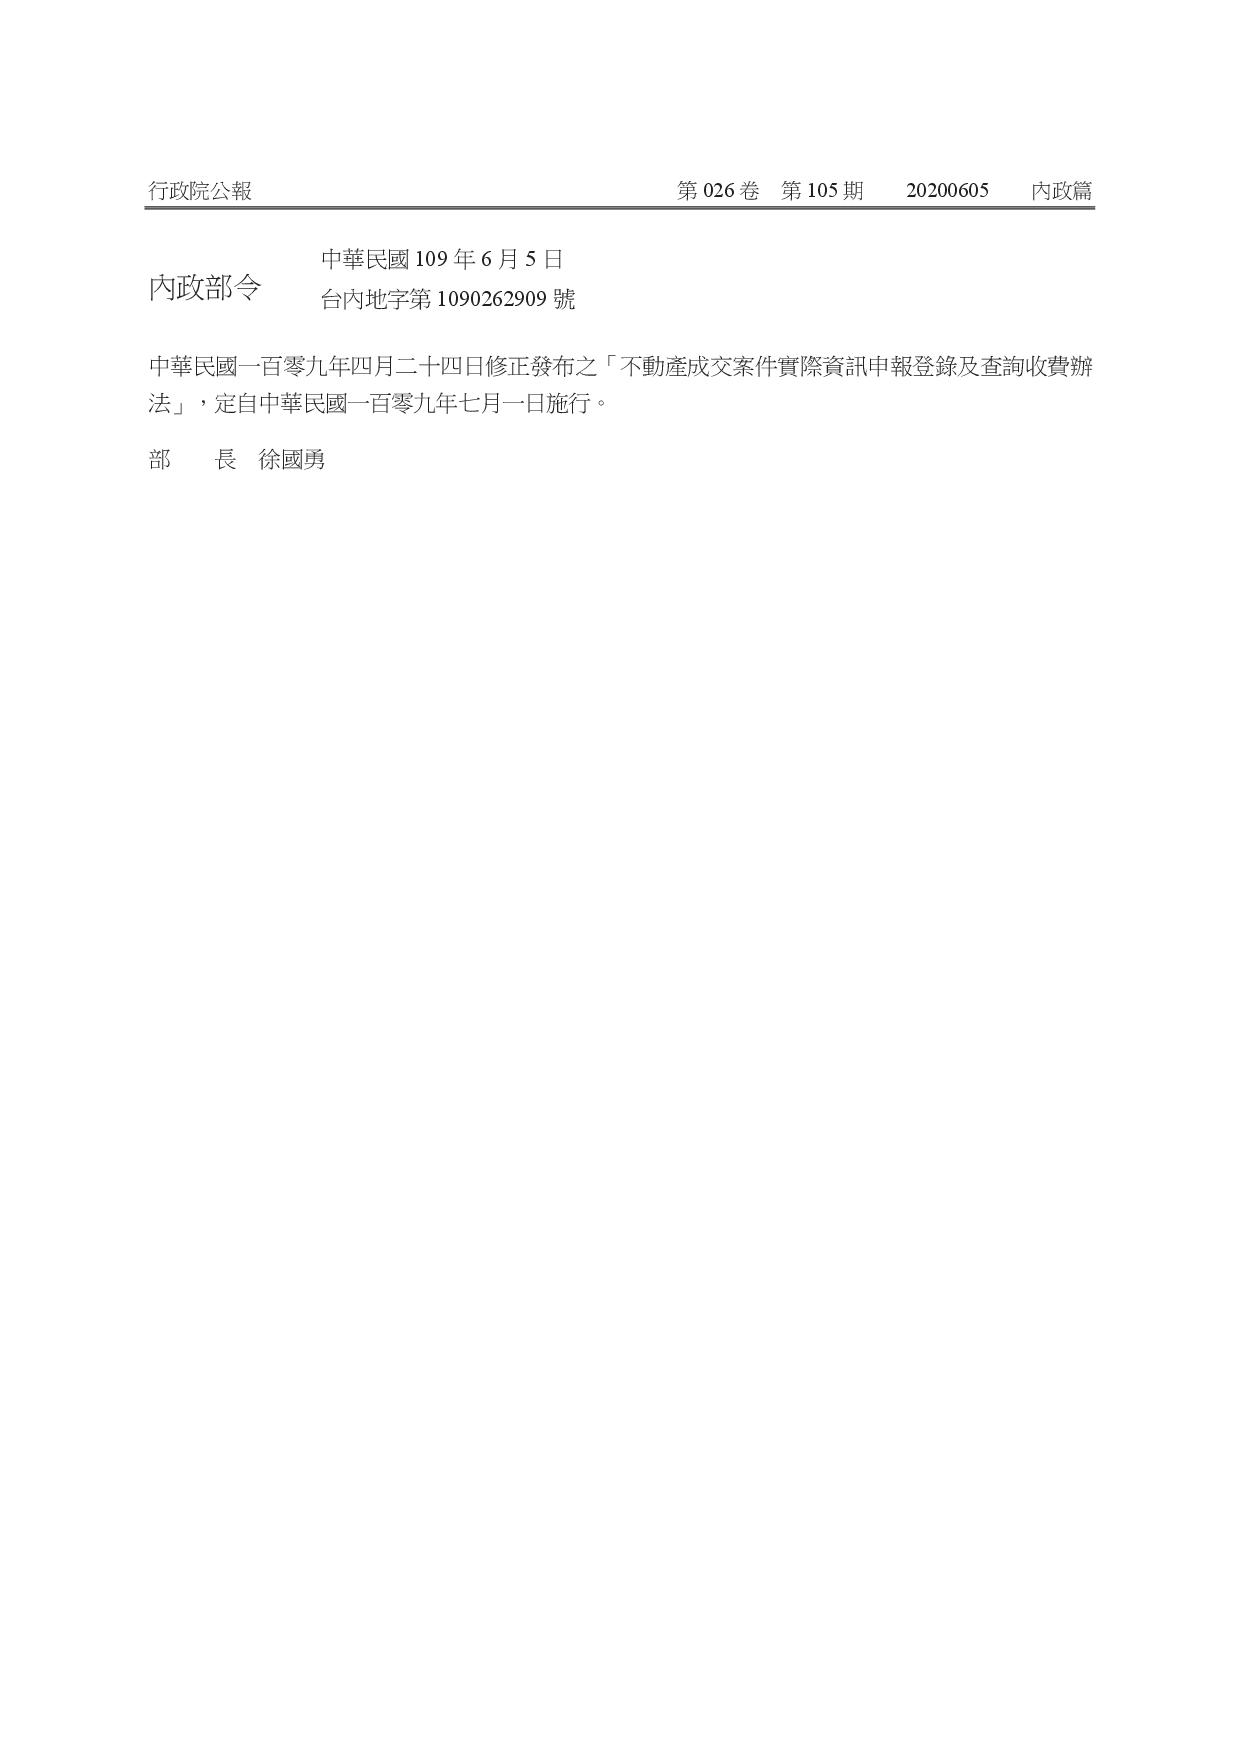 行政院公報 第 026 卷 第 105 期 20200605 內政篇
內政部令
中華民國 109 年 6 月 5 日
台內地字第 1090262909 號
中華民國一百零九年四月二十四日修正發布之「不動產成交案件實際資訊申報登錄及查詢收費辦
法」，定自中華民國一百零九年七月一日施行。
部　　長　徐國勇